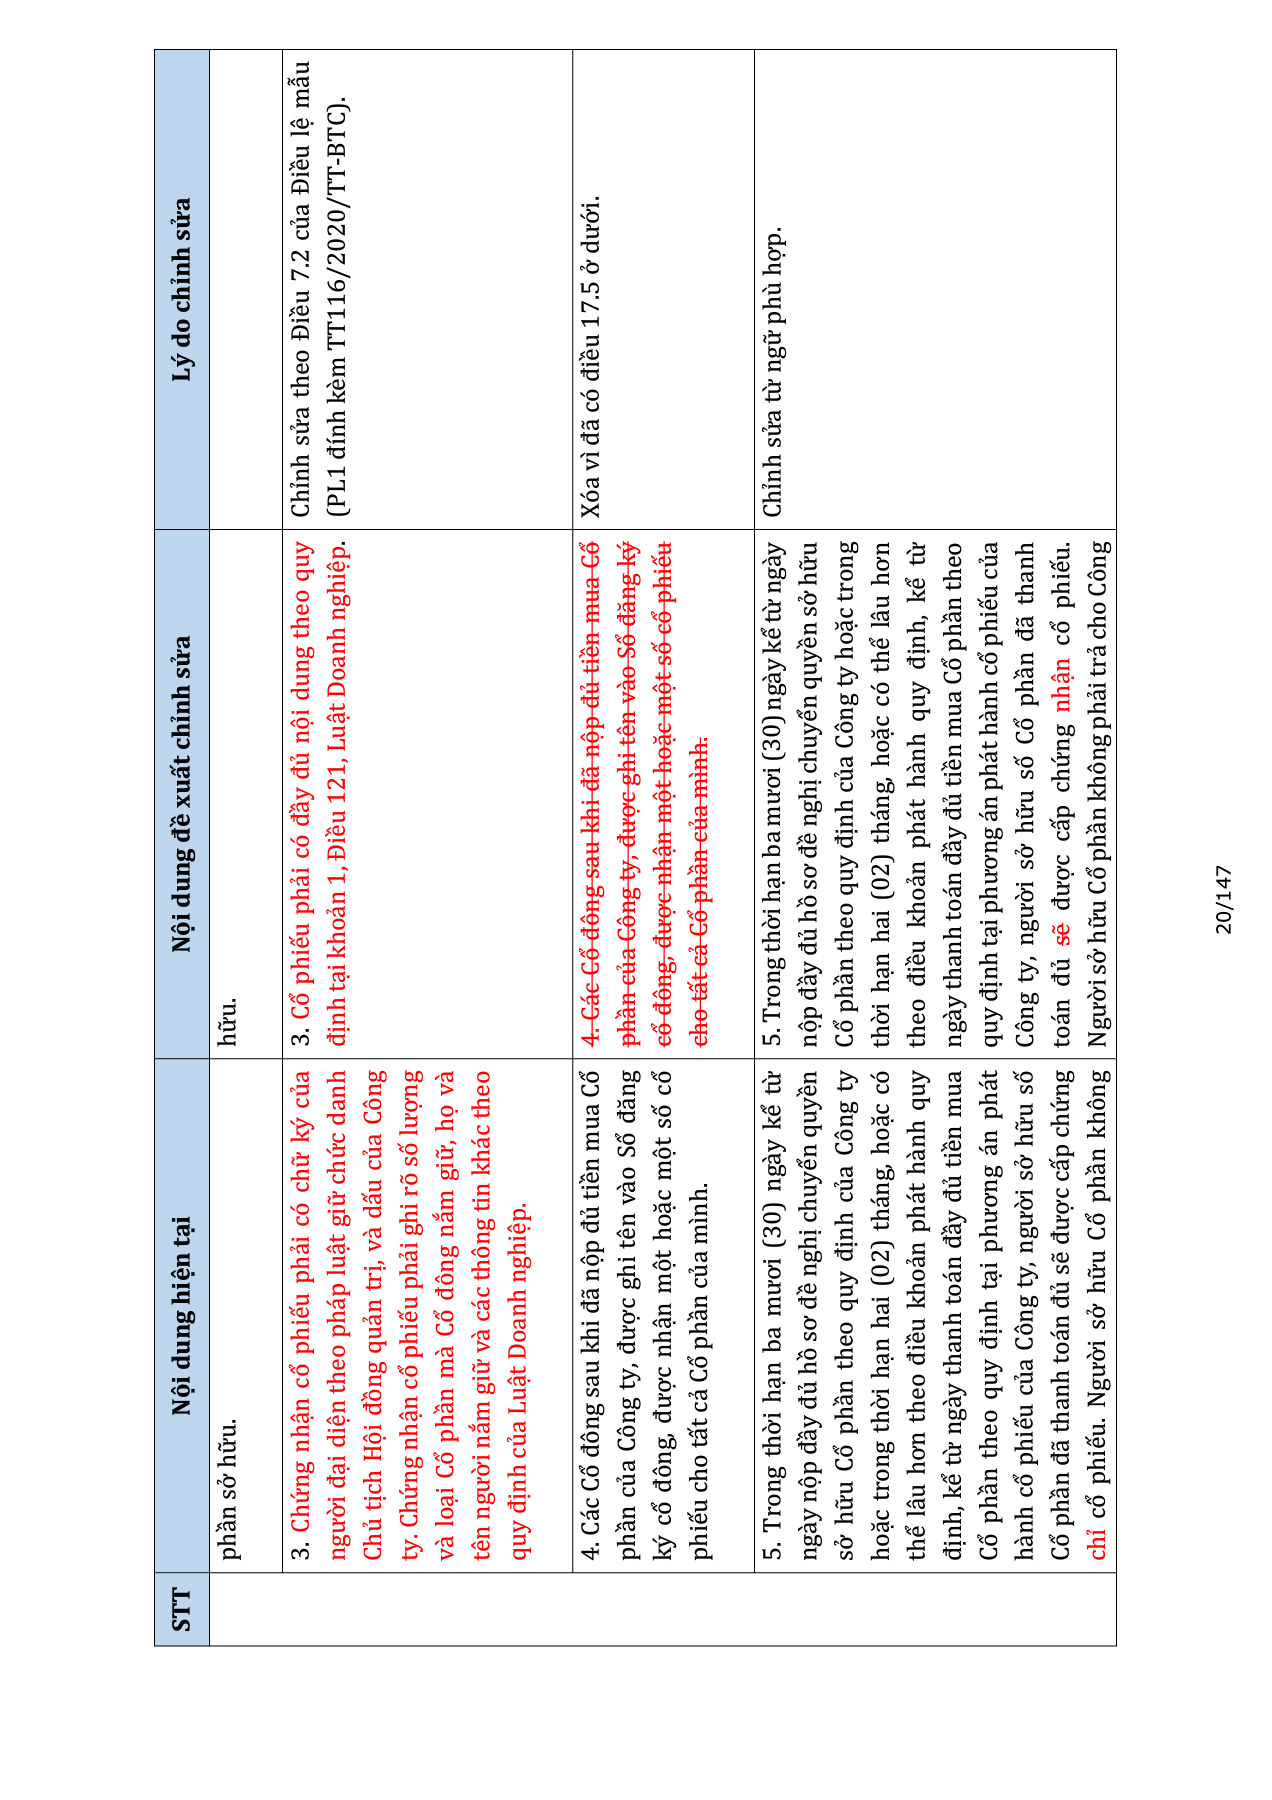 STT
Nội dung hiện tại
Nội dung đề xuất chỉnh sửa
Lý do chỉnh sửa
phần sở hữu.
hữu.
3. Chứng nhận cổ phiếu phải có chữ ký của
người đại diện theo pháp luật giữ chức danh
Chủ tịch Hội đồng quản trị, và dấu của Công
ty. Chứng nhận cổ phiếu phải ghi rõ số lượng
và loại Cổ phần mà Cổ đông nắm giữ, họ và
tên người nắm giữ và các thông tin khác theo
quy định của Luật Doanh nghiệp.
3. Cổ phiếu phải có đầy đủ nội dung theo quy
định tại khoản 1, Điều 121, Luật Doanh nghiệp.
Chỉnh sửa theo Điều 7.2 của Điều lệ mẫu
(PL1 đính kèm TT116/2020/TT-BTC).
4. Các Cổ đông sau khi đã nộp đủ tiền mua Cổ
phần của Công ty, được ghi tên vào Sổ đăng
ký cổ đông, được nhận một hoặc một số cổ
phiếu cho tất cả Cổ phần của mình.
4. Các Cổ đông sau khi đã nộp đủ tiền mua Cổ
phần của Công ty, được ghi tên vào Sổ đăng ký
cổ đông, được nhận một hoặc một số cổ phiếu
cho tất cả Cổ phần của mình.
Xóa vì đã có điều 17.5 ở dưới.
5. Trong thời hạn ba mươi (30) ngày kể từ
ngày nộp đầy đủ hồ sơ đề nghị chuyển quyền
sở hữu Cổ phần theo quy định của Công ty
hoặc trong thời hạn hai (02) tháng, hoặc có
thể lâu hơn theo điều khoản phát hành quy
định, kể từ ngày thanh toán đầy đủ tiền mua
Cổ phần theo quy định tại phương án phát
hành cổ phiếu của Công ty, người sở hữu số
Cổ phần đã thanh toán đủ sẽ được cấp chứng
chỉ cổ phiếu. Người sở hữu Cổ phần không
5. Trong thời hạn ba mươi (30) ngày kể từ ngày
nộp đầy đủ hồ sơ đề nghị chuyển quyền sở hữu
Cổ phần theo quy định của Công ty hoặc trong
thời hạn hai (02) tháng, hoặc có thể lâu hơn
theo điều khoản phát hành quy định, kể từ
ngày thanh toán đầy đủ tiền mua Cổ phần theo
quy định tại phương án phát hành cổ phiếu của
Công ty, người sở hữu số Cổ phần đã thanh
toán đủ sẽ được cấp chứng nhận cổ phiếu.
Người sở hữu Cổ phần không phải trả cho Công
Chỉnh sửa từ ngữ phù hợp.
20/147